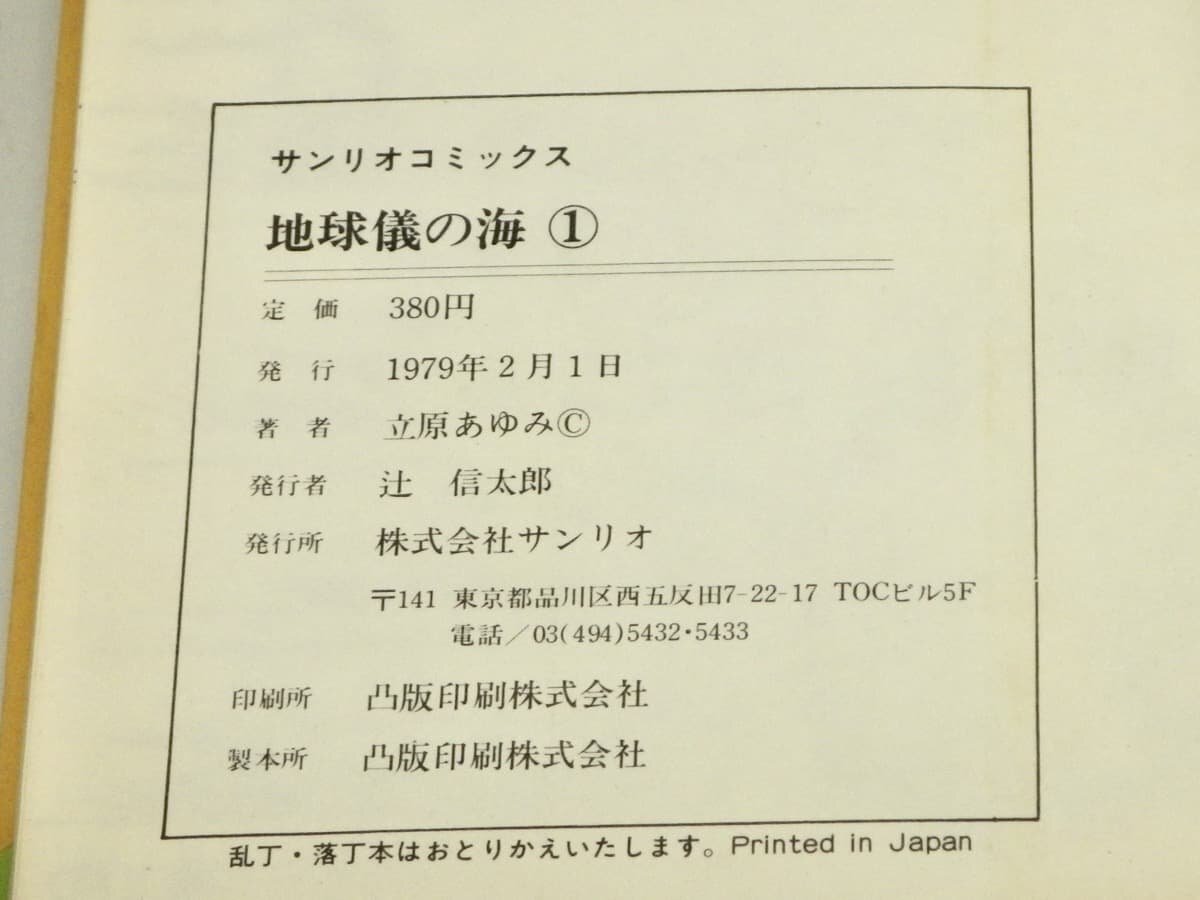 サンリオコミックス
地球儀の海 ①
定 価 380円
発 行 1979年2月1日
著 者 立原あゆみ©
発行者 辻 信太郎
発行所 株式会社サンリオ
〒141 東京都品川区西五反田7-22-17 TOCビル5F
電話/03(494)5432・5433
印刷所 凸版印刷株式会社
製本所 凸版印刷株式会社
乱丁・落丁本はおとりかえいたします。Printed in Japan